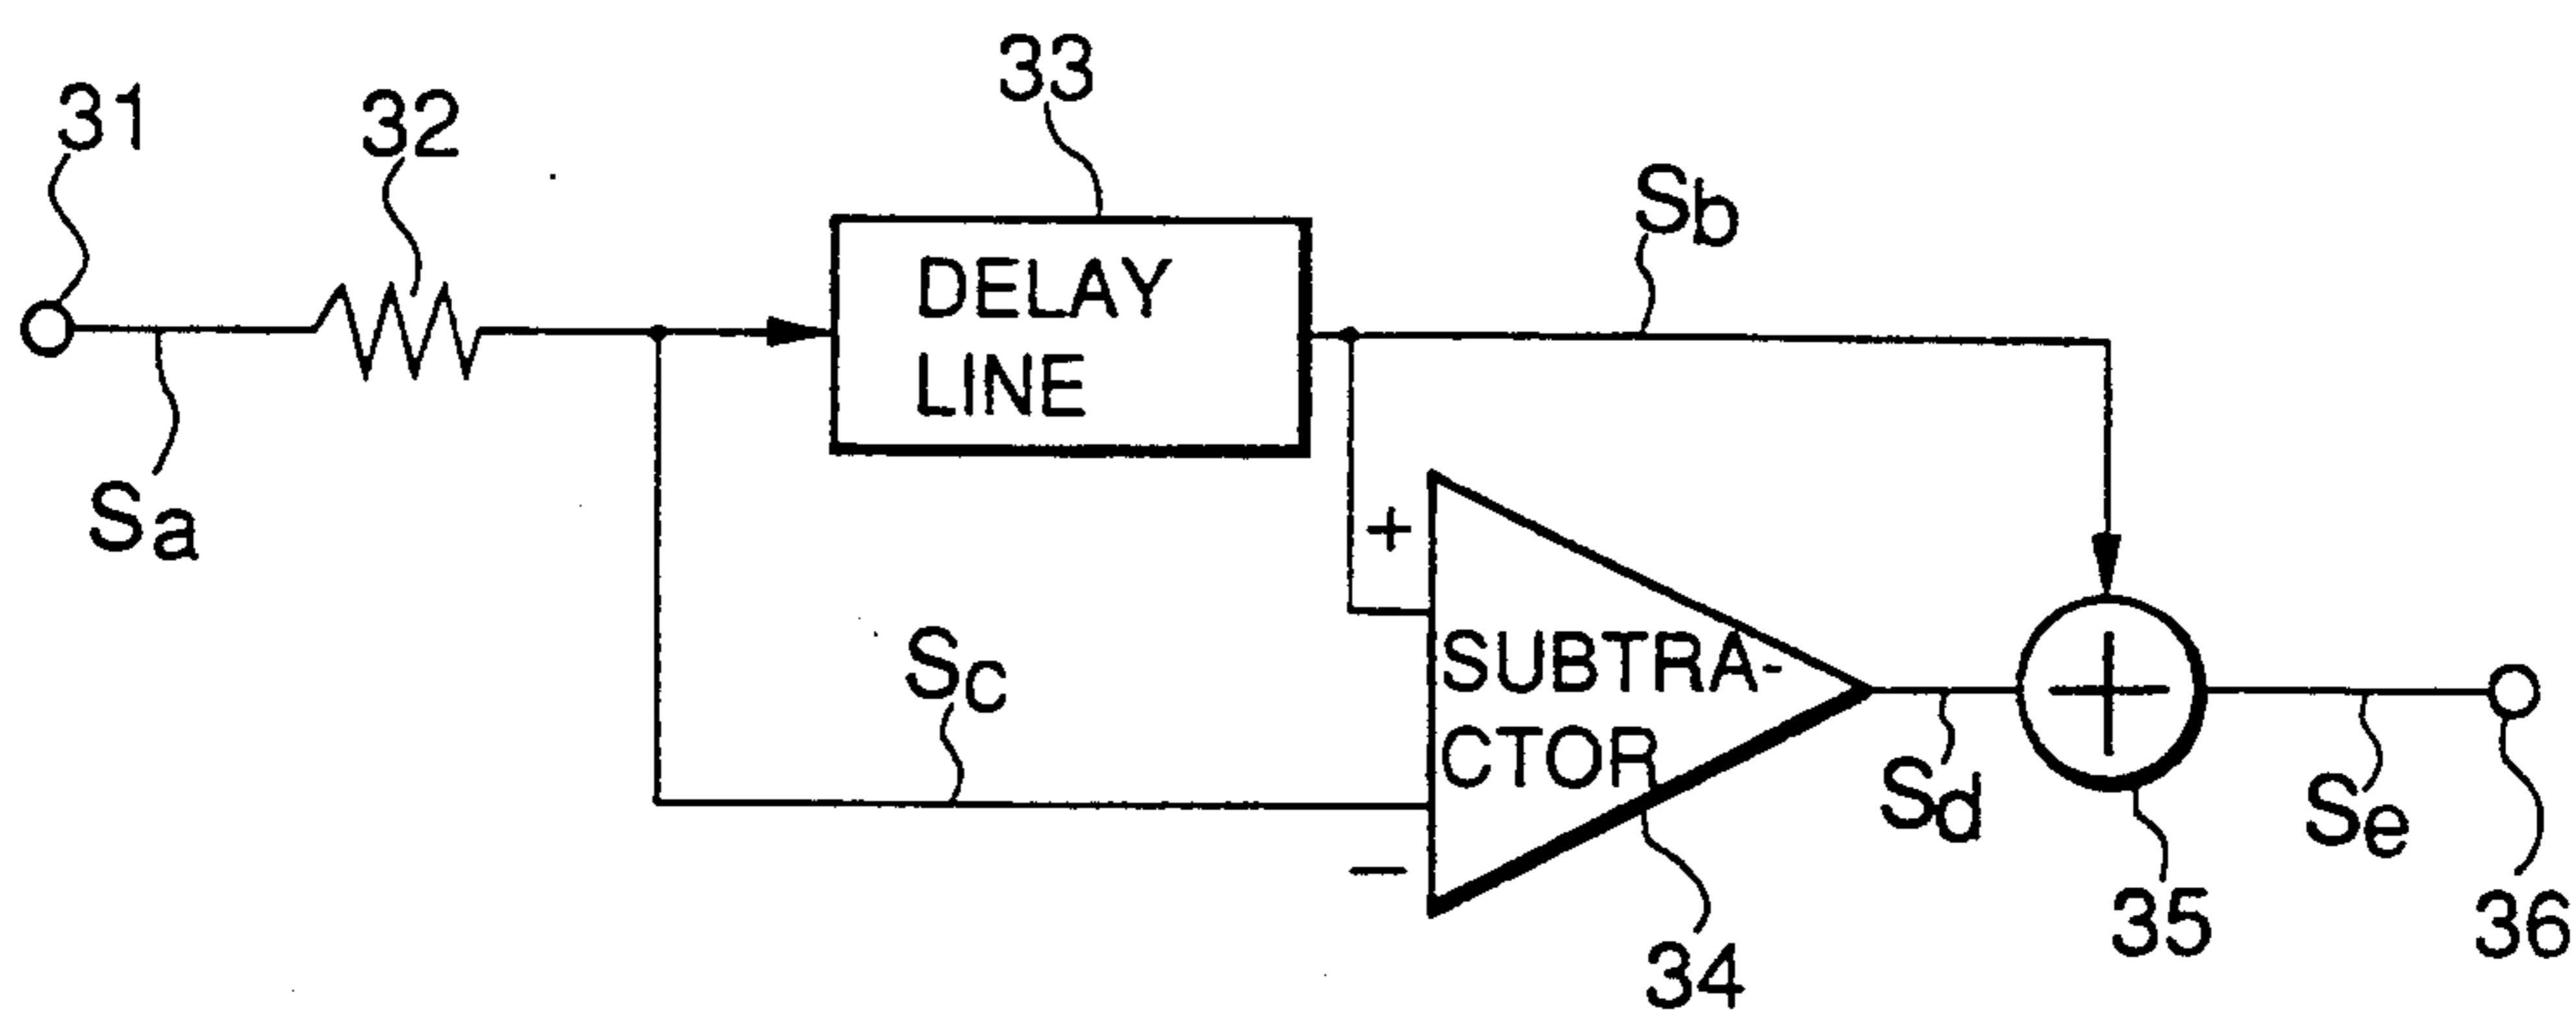 33
31
32
Sb
DELAY
LINE
Sa
+
Sc
SUBTRA-
CTOR
Sd
Se
−
35
36
34